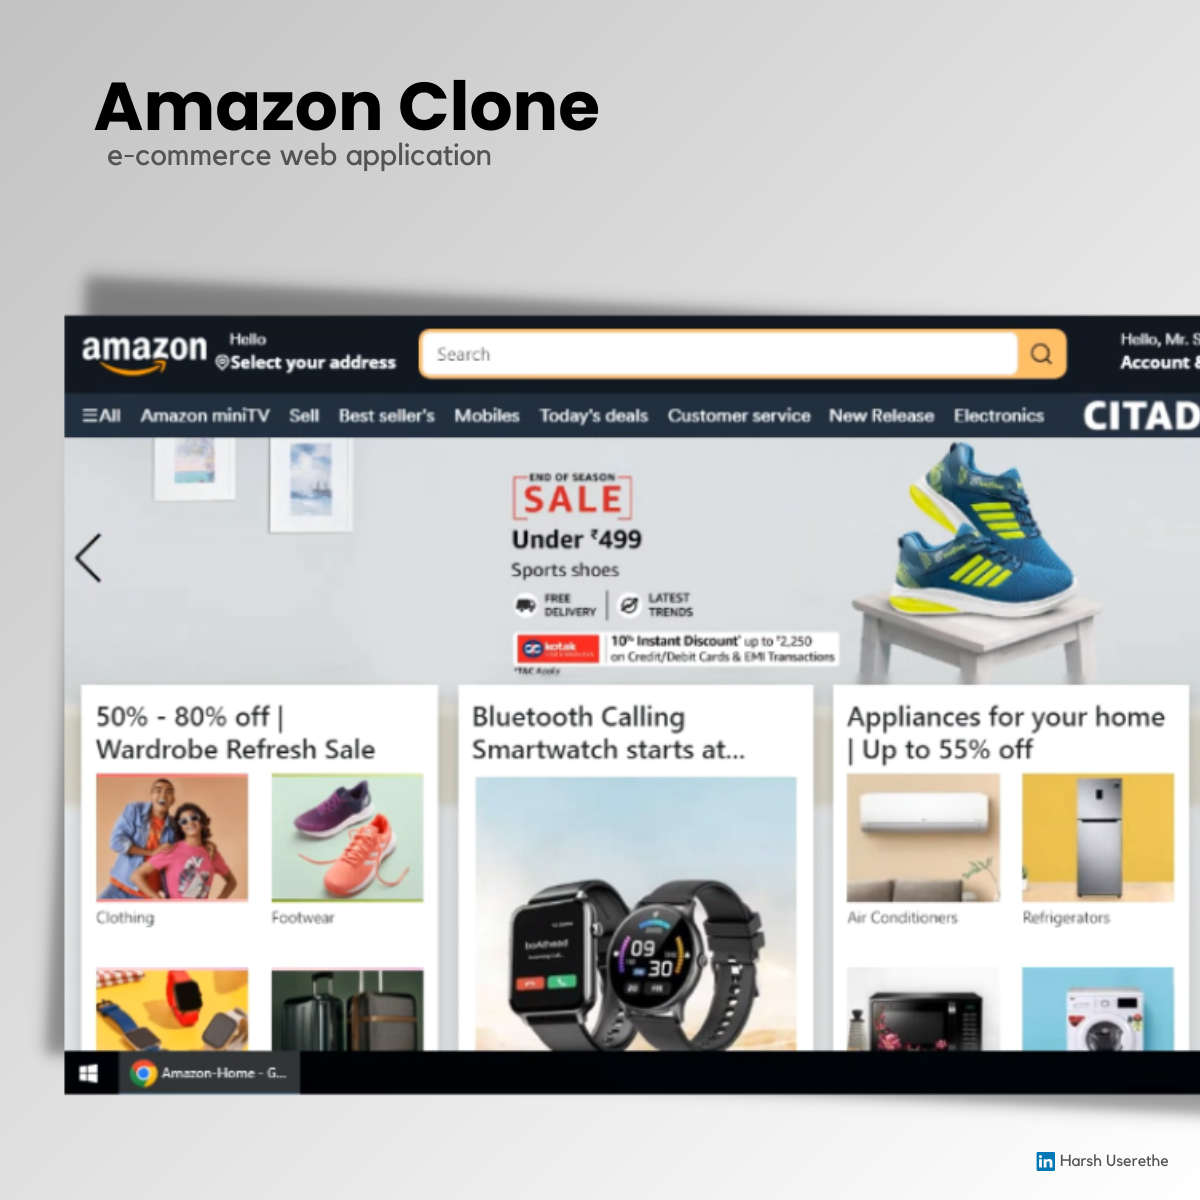 Amazon Clone
e-commerce web application
amazon
Hello
Select your address
Search
Hello, Mr. S
Account &
All Amazon miniTV Sell Best seller's Mobiles Today's deals Customer service New Release Electronics CITAD
END OF SEASON
SALE
Under ₹499
Sports shoes
FREE
DELIVERY
LATEST
TRENDS
kotak
10% Instant Discount* up to ₹2,250
on Credit/Debit Cards & EMI Transactions
*T&C Apply
50% - 80% off |
Wardrobe Refresh Sale
Clothing
Footwear
Bluetooth Calling
Smartwatch starts at...
boAthead
09
30
20 FRI
Appliances for your home
| Up to 55% off
Air Conditioners
Refrigerators
Amazon-Home - G...
in Harsh Userethe